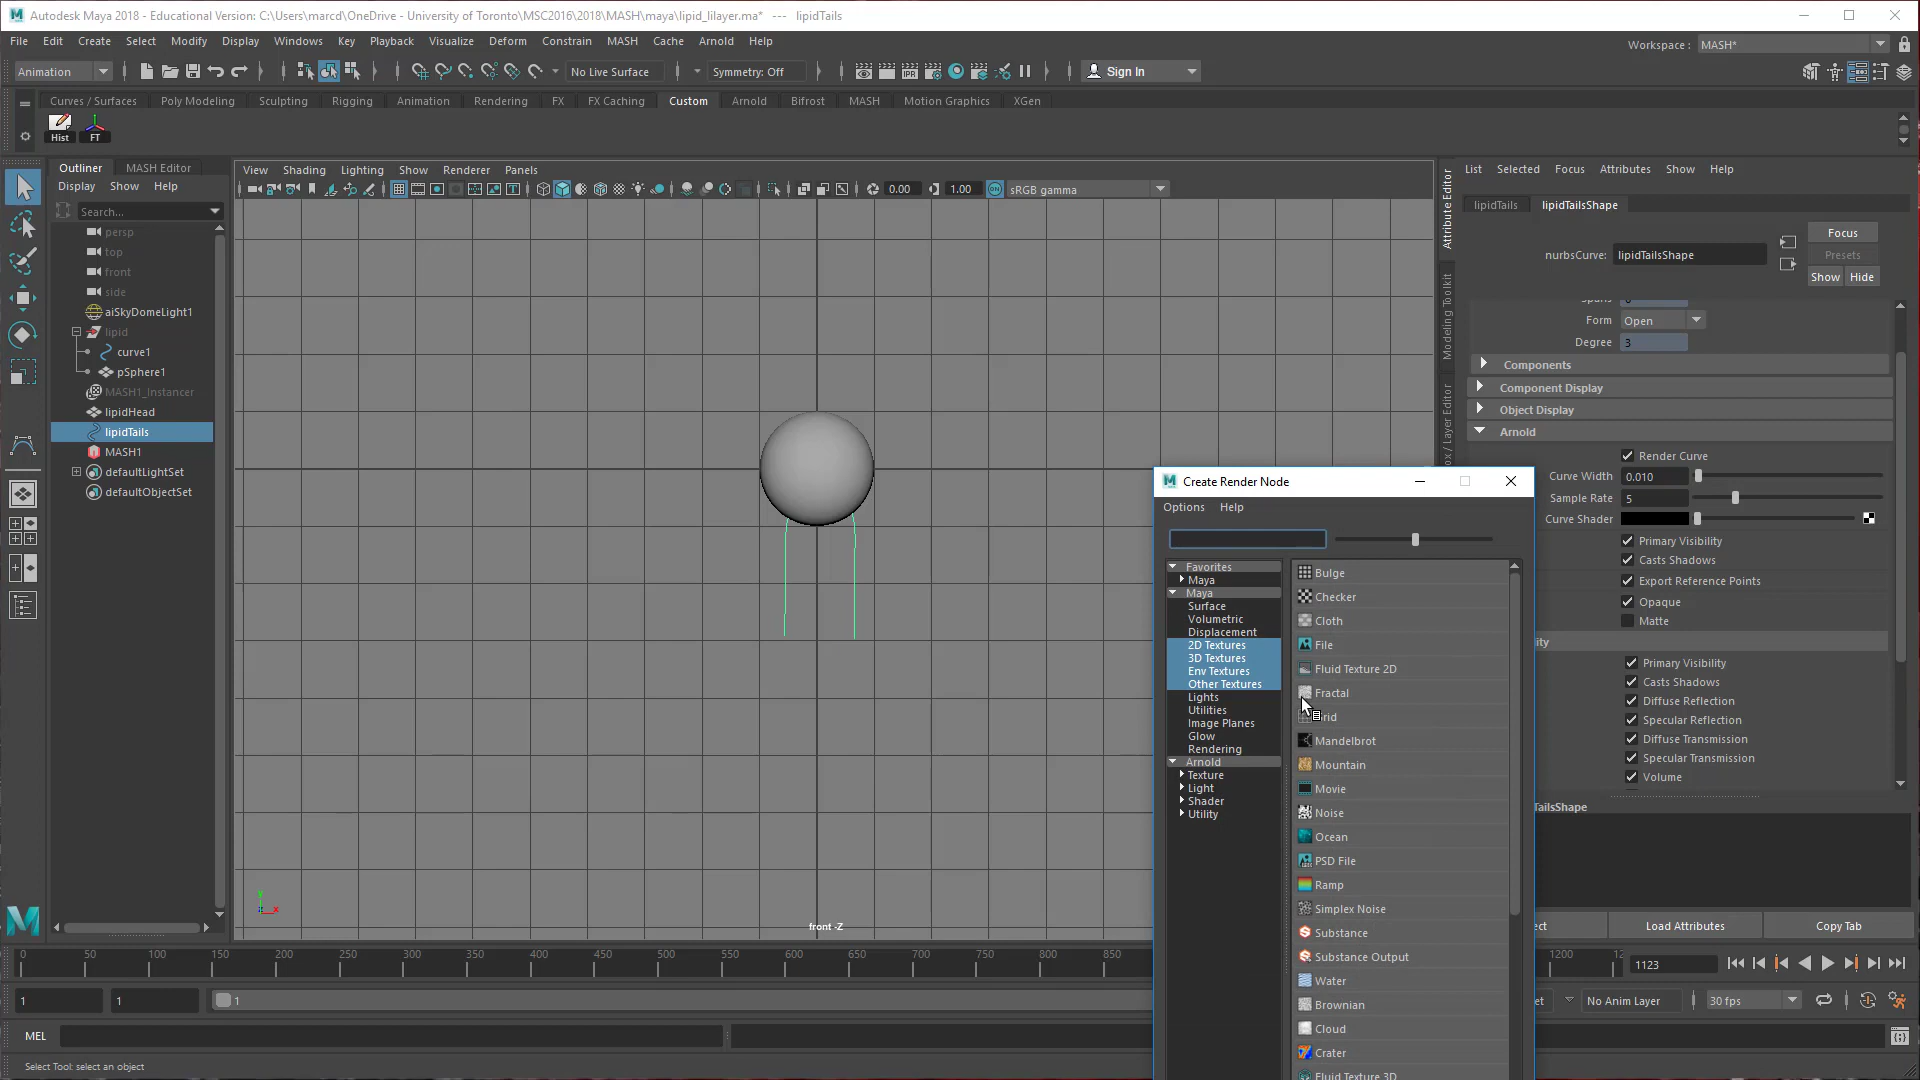 Autodesk Maya 2018 - Educational Version: C:\Users\marcd\OneDrive - University of Toronto\MSC2016\2018\MASH\maya\lipid_lilayer.ma* --- lipidTails
File Edit Create Select Modify Display Windows Key Playback Visualize Deform Constrain MASH Cache Arnold Help
Workspace : MASH*
Animation No Live Surface Symmetry: Off IPR Sign In
Curves / Surfaces Poly Modeling Sculpting Rigging Animation Rendering FX FX Caching Custom Arnold Bifrost MASH Motion Graphics XGen
Hist FT
Outliner MASH Editor
Display Show Help
Search...
persp
top
front
side
aiSkyDomeLight1
lipid
curve1
pSphere1
MASH1_Instancer
lipidHead
lipidTails
MASH1
defaultLightSet
defaultObjectSet
View Shading Lighting Show Renderer Panels
0.00 1.00 ON sRGB gamma
front -Z
y
x
Attribute Editor
Modeling Toolkit
ox / Layer Editor
List Selected Focus Attributes Show Help
lipidTails lipidTailsShape
nurbsCurve: lipidTailsShape
Focus
Presets
Show Hide
Form Open
Degree 3
Components
Component Display
Object Display
Arnold
Render Curve
Curve Width 0.010
Sample Rate 5
Curve Shader
Primary Visibility
Casts Shadows
Export Reference Points
Opaque
Matte
ity
Primary Visibility
Casts Shadows
Diffuse Reflection
Specular Reflection
Diffuse Transmission
Specular Transmission
Volume
TailsShape
ect Load Attributes Copy Tab
Create Render Node
Options Help
Favorites
Maya
Maya
Surface
Volumetric
Displacement
2D Textures
3D Textures
Env Textures
Other Textures
Lights
Utilities
Image Planes
Glow
Rendering
Arnold
Texture
Light
Shader
Utility
Bulge
Checker
Cloth
File
Fluid Texture 2D
Fractal
rid
Mandelbrot
Mountain
Movie
Noise
Ocean
PSD File
Ramp
Simplex Noise
Substance
Substance Output
Water
Brownian
Cloud
Crater
Fluid Texture 3D
0 50 100 150 200 250 300 350 400 450 500 550 600 650 700 750 800 850 1200 12
1123
1 1 1 et No Anim Layer 30 fps
MEL
Select Tool: select an object